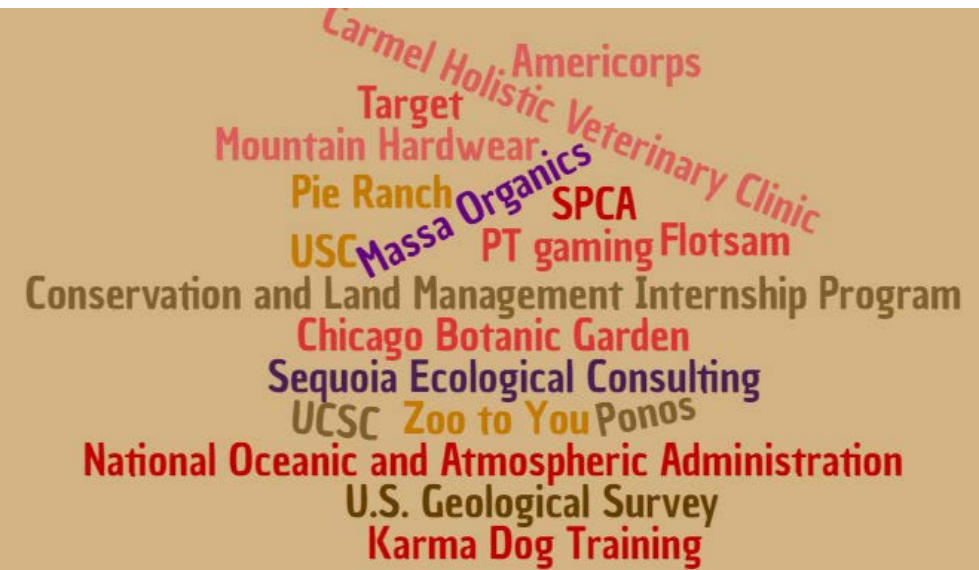 Carmel Holistic Veterinary Clinic
Americorps
Target
Mountain Hardwear
Massa Organics
Pie Ranch
SPCA
USC
PT gaming
Flotsam
Conservation and Land Management Internship Program
Chicago Botanic Garden
Sequoia Ecological Consulting
UCSC
Zoo to You
Ponos
National Oceanic and Atmospheric Administration
U.S. Geological Survey
Karma Dog Training